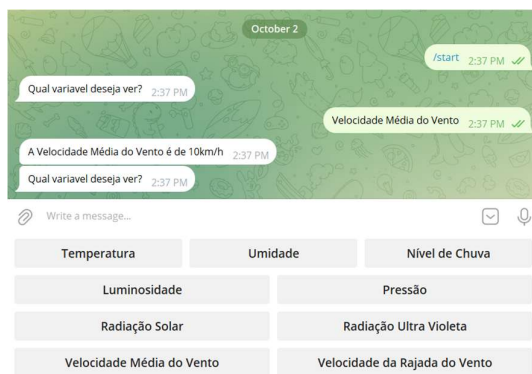 October 2
/start 2:37 PM
Qual variavel deseja ver? 2:37 PM
Velocidade Média do Vento 2:37 PM
A Velocidade Média do Vento é de 10km/h 2:37 PM
Qual variavel deseja ver? 2:37 PM
Write a message...
Temperatura Umidade Nível de Chuva
Luminosidade Pressão
Radiação Solar Radiação Ultra Violeta
Velocidade Média do Vento Velocidade da Rajada do Vento